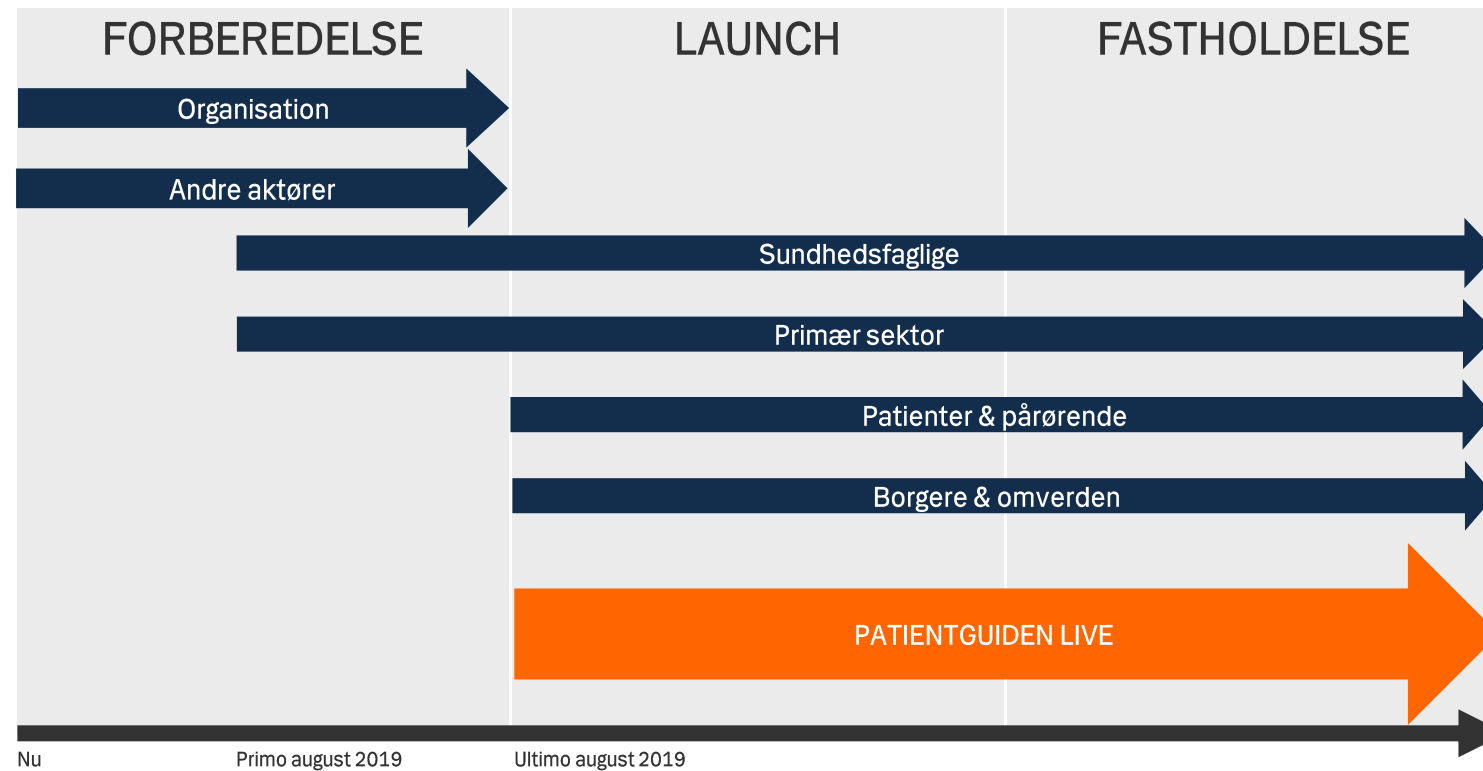 FORBEREDELSE
LAUNCH
FASTHOLDELSE
Organisation
Andre aktører
Sundhedsfaglige
Primær sektor
Patienter & pårørende
Borgere & omverden
PATIENTGUIDEN LIVE
Nu
Primo august 2019
Ultimo august 2019